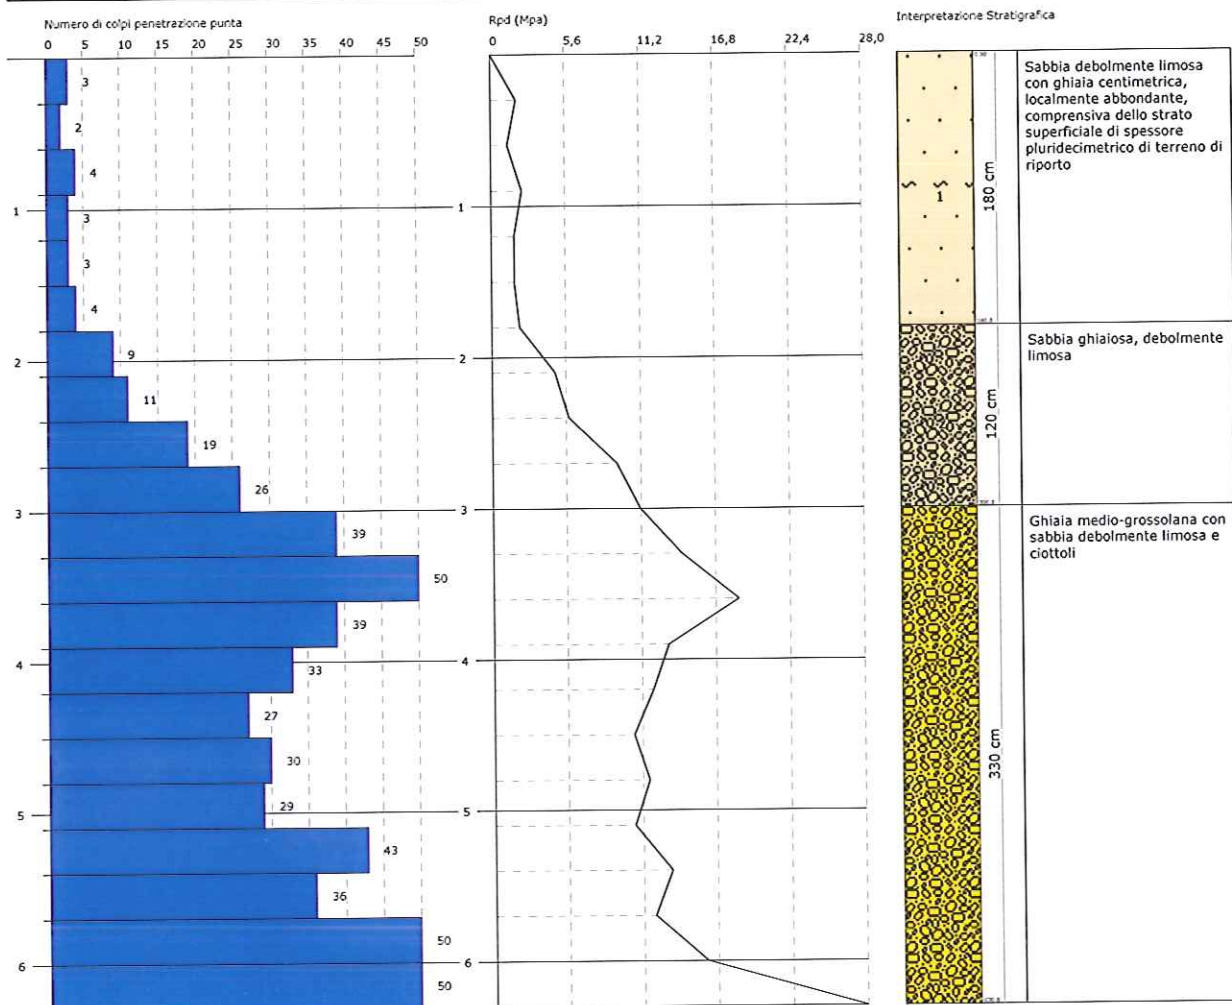 Numero di colpi penetrazione punta
0 5 10 15 20 25 30 35 40 45 50
3
2
4
1
3
3
4
9
2
11
19
26
3
39
50
39
4
33
27
30
29
5
43
36
50
6
50
Rpd (Mpa)
0 5,6 11,2 16,8 22,4 28,0
1
2
3
4
5
6
Interpretazione Stratigrafica
1
180 cm
Sabbia debolmente limosa
con ghiaia centimetrica,
localmente abbondante,
comprensiva dello strato
superficiale di spessore
pluridecimetrico di terreno di
riporto
120 cm
Sabbia ghiaiosa, debolmente
limosa
330 cm
Ghiaia medio-grossolana con
sabbia debolmente limosa e
ciottoli